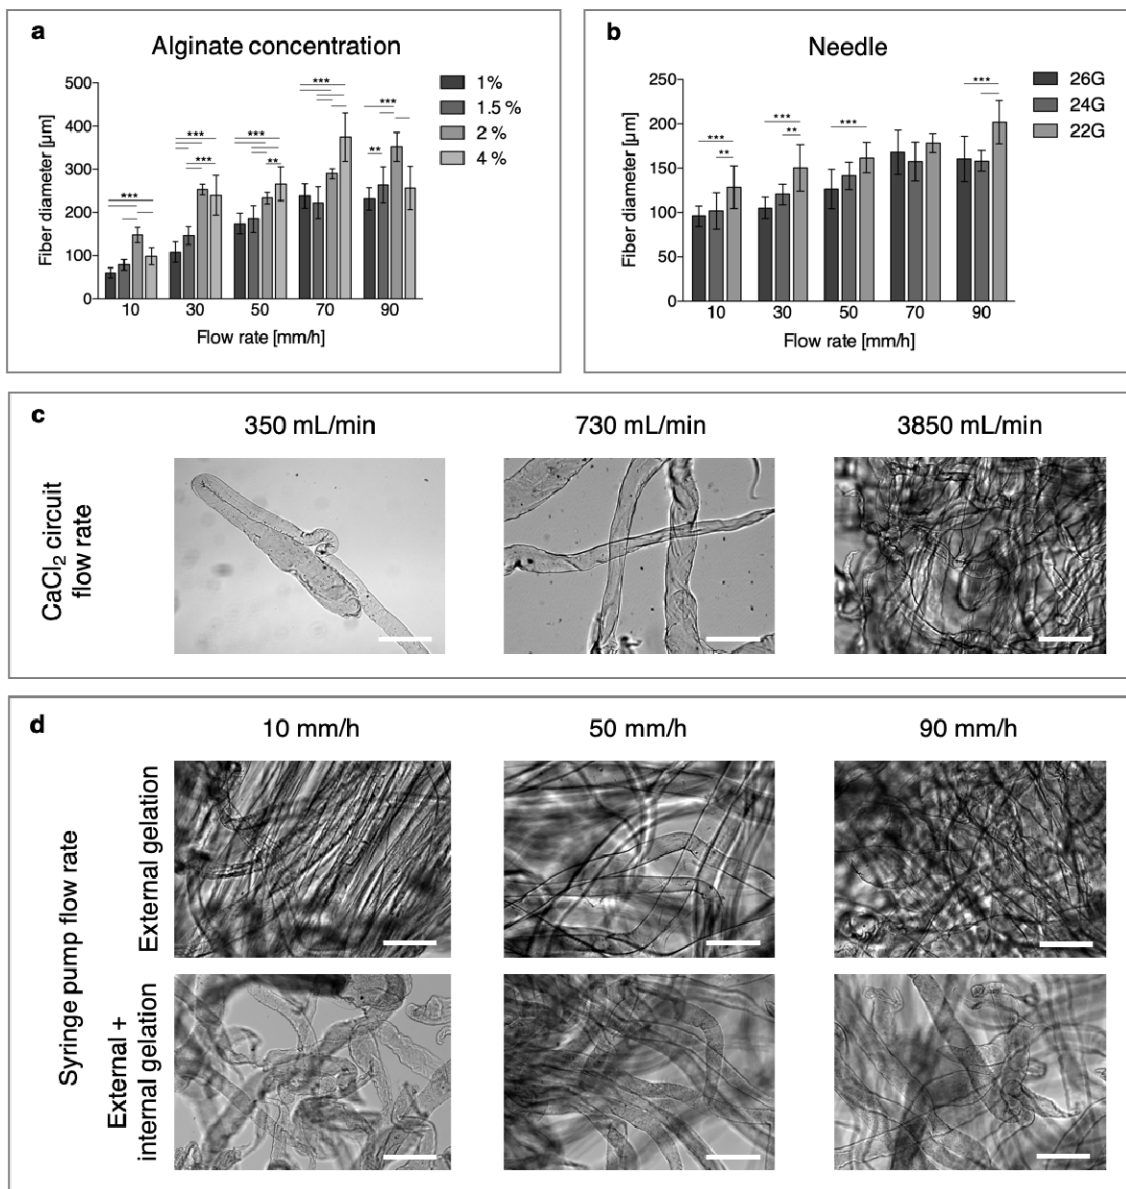 a
Alginate concentration
Fiber diameter [µm]
500
400
300
200
100
0
***
***
***
***
**
***
***
**
10
30
50
70
90
Flow rate [mm/h]
1%
1.5 %
2 %
4 %
b
Needle
Fiber diameter [µm]
250
200
150
100
50
0
***
**
***
**
***
***
10
30
50
70
90
Flow rate [mm/h]
26G
24G
22G
c
350 mL/min
730 mL/min
3850 mL/min
CaCl₂ circuit
flow rate
d
10 mm/h
50 mm/h
90 mm/h
Syringe pump flow rate
External gelation
External +
internal gelation